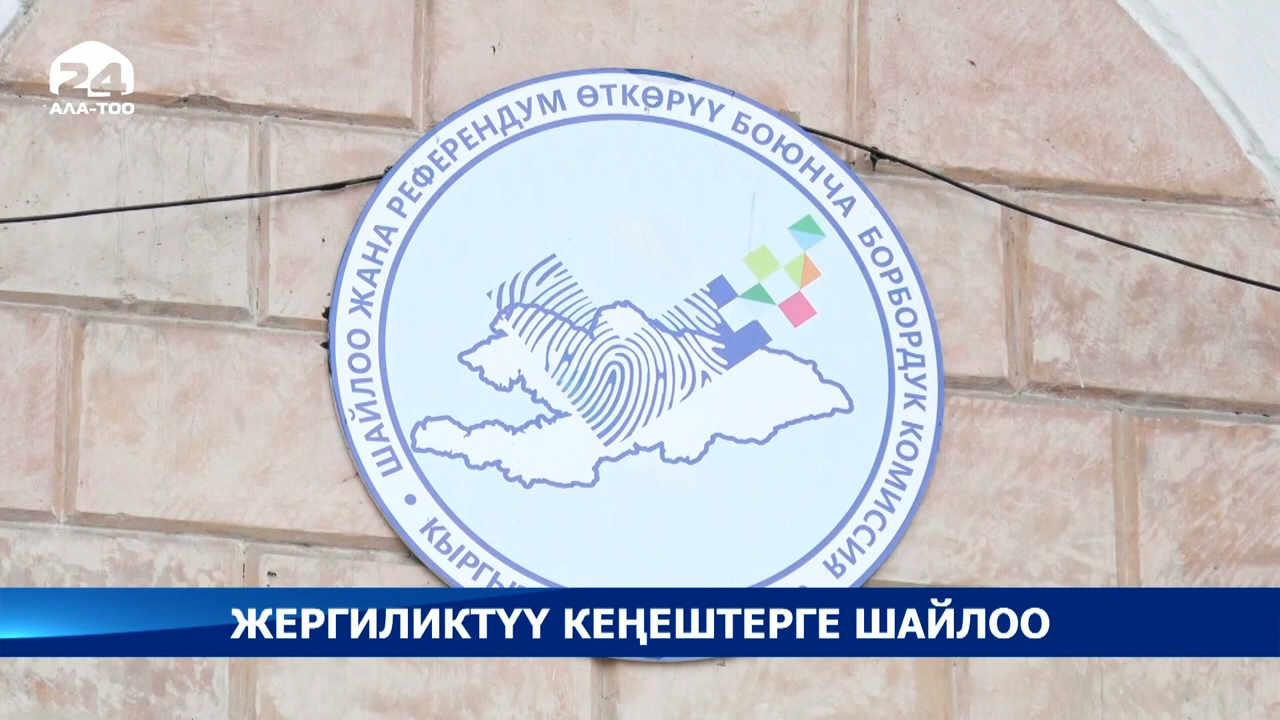 24
АЛА-ТОО
ШАЙЛОО ЖАНА РЕФЕРЕНДУМ ӨТКӨРҮҮ БОЮНЧА БОРБОРДУК КОМИССИЯ
ЖЕРГИЛИКТҮҮ КЕҢЕШТЕРГЕ ШАЙЛОО